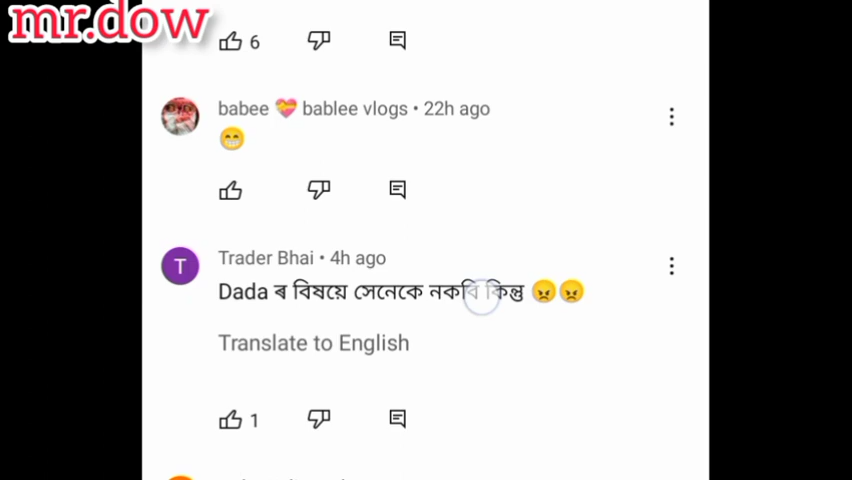 mr.dow
6
babee 💝 bablee vlogs • 22h ago
😁
T
Trader Bhai • 4h ago
Dada ৰ বিষয়ে সেনেকে নকবি কিন্তু 😠😠
Translate to English
1